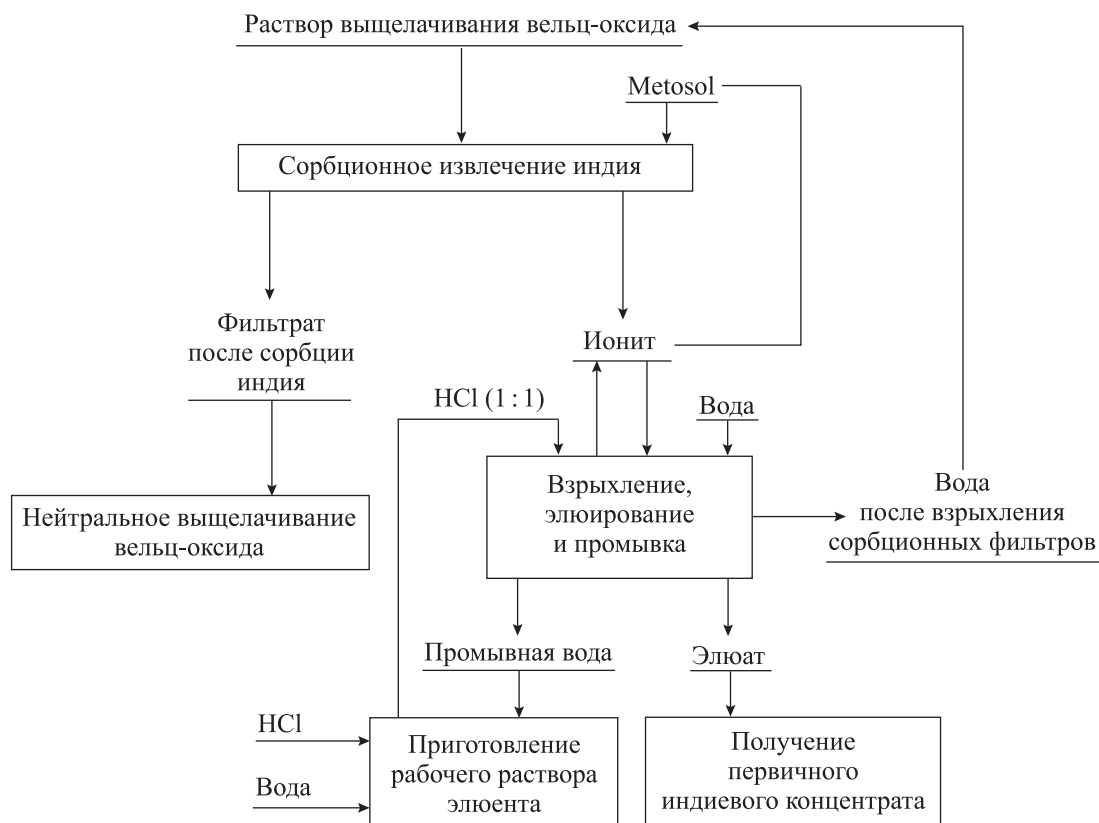 Раствор выщелачивания вельц-оксида
Metosol
Сорбционное извлечение индия
Фильтрат
после сорбции
индия
Ионит
HCl (1 : 1)
Вода
Нейтральное выщелачивание
вельц-оксида
Взрыхление,
элюирование
и промывка
Вода
после взрыхления
сорбционных фильтров
Промывная вода
Элюат
HCl
Вода
Приготовление
рабочего раствора
элюента
Получение
первичного
индиевого концентрата